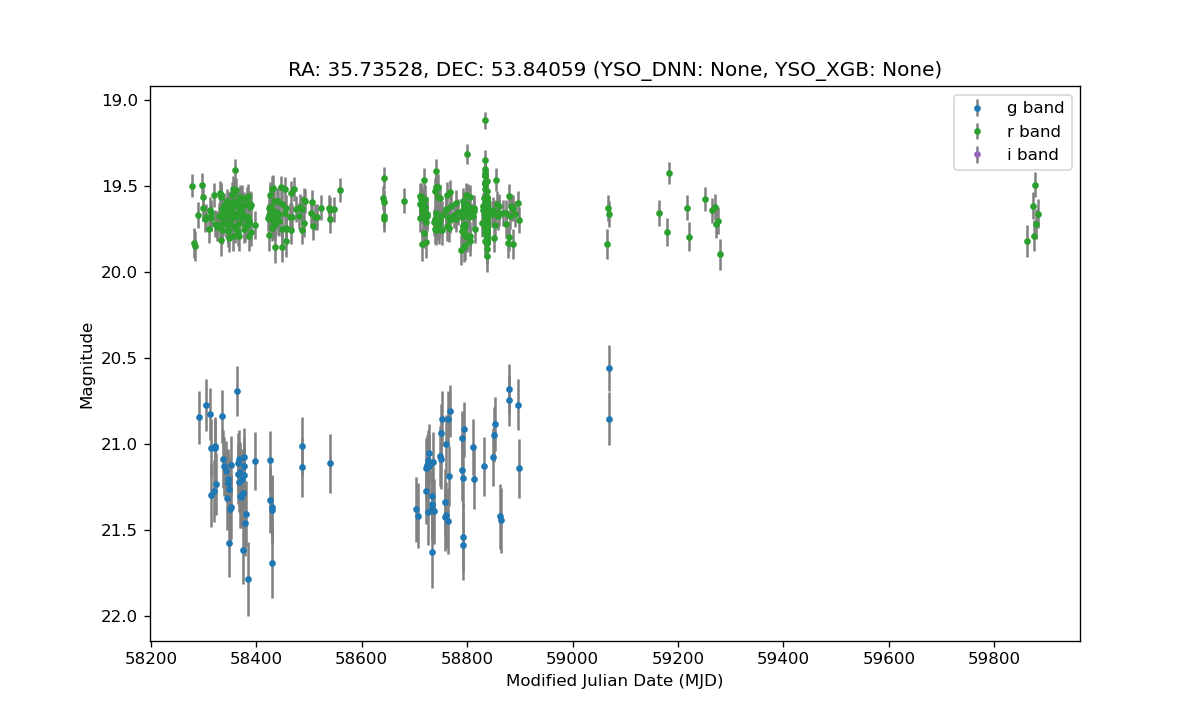 RA: 35.73528, DEC: 53.84059 (YSO_DNN: None, YSO_XGB: None)
g band
r band
i band
Magnitude
19.0
19.5
20.0
20.5
21.0
21.5
22.0
58200 58400 58600 58800 59000 59200 59400 59600 59800
Modified Julian Date (MJD)